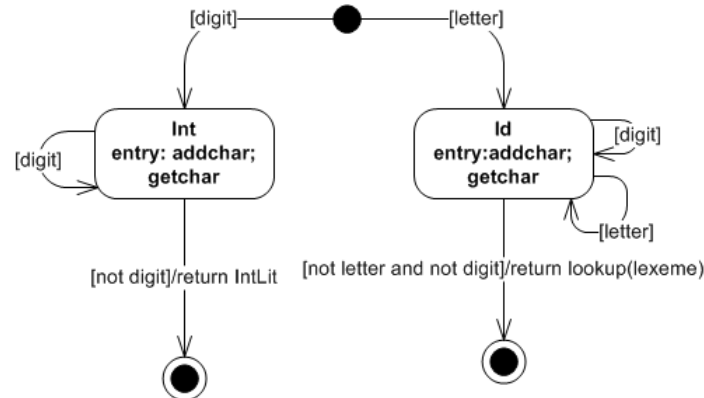 [digit]
[letter]
Int
entry: addchar;
getchar
[digit]
Id
entry:addchar;
getchar
[digit]
[letter]
[not digit]/return IntLit
[not letter and not digit]/return lookup(lexeme)